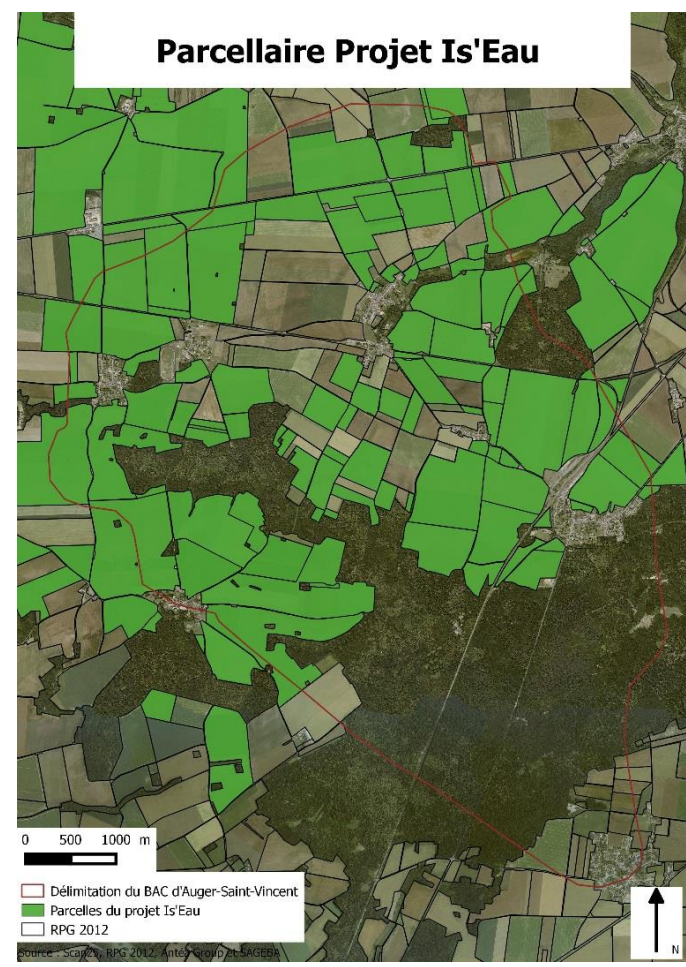 Parcellaire Projet Is'Eau
0 500 1000 m
Délimitation du BAC d'Auger-Saint-Vincent
Parcelles du projet Is'Eau
RPG 2012
N
Source : Scan25, RPG 2012, Antea Group et SAGEBA